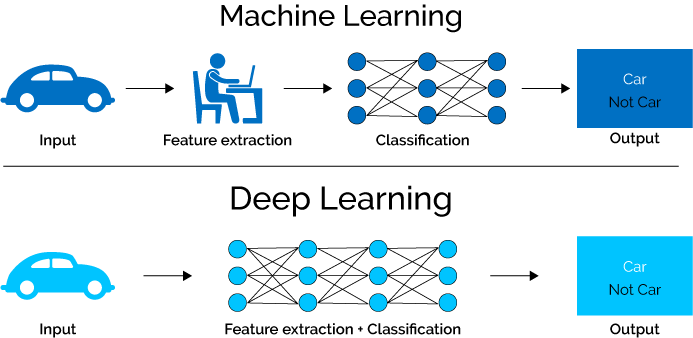 Machine Learning
Car
Not Car
Input
Feature extraction
Classification
Output
Deep Learning
Car
Not Car
Input
Feature extraction + Classification
Output